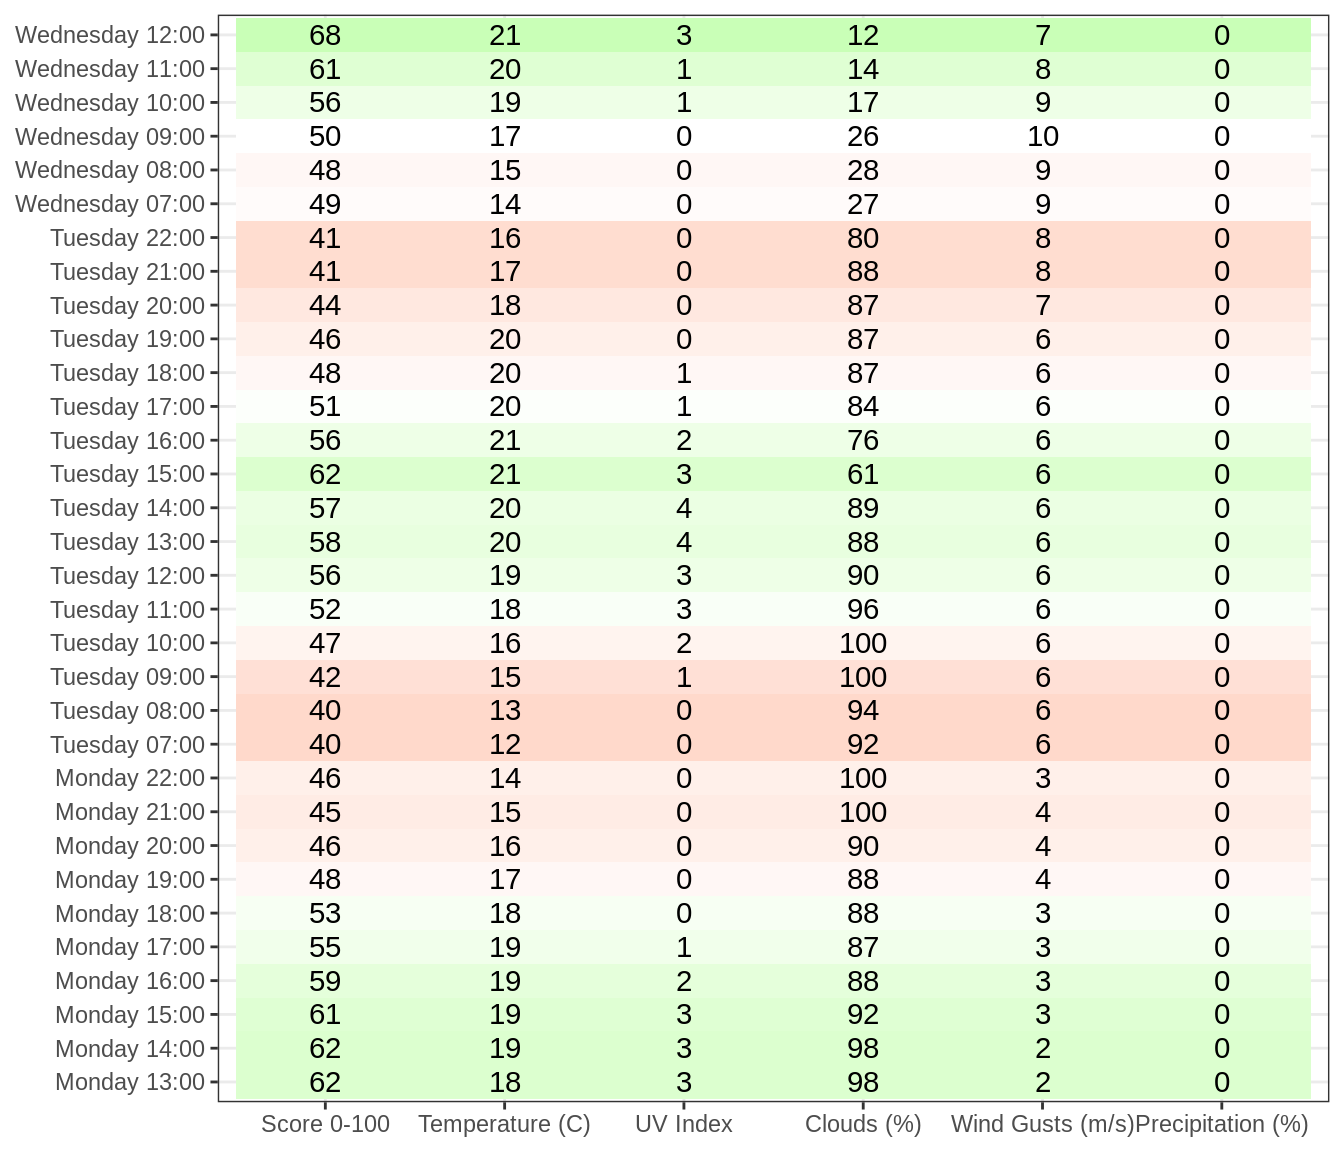 Wednesday 12:00 68 21 3 12 7 0
Wednesday 11:00 61 20 1 14 8 0
Wednesday 10:00 56 19 1 17 9 0
Wednesday 09:00 50 17 0 26 10 0
Wednesday 08:00 48 15 0 28 9 0
Wednesday 07:00 49 14 0 27 9 0
Tuesday 22:00 41 16 0 80 8 0
Tuesday 21:00 41 17 0 88 8 0
Tuesday 20:00 44 18 0 87 7 0
Tuesday 19:00 46 20 0 87 6 0
Tuesday 18:00 48 20 1 87 6 0
Tuesday 17:00 51 20 1 84 6 0
Tuesday 16:00 56 21 2 76 6 0
Tuesday 15:00 62 21 3 61 6 0
Tuesday 14:00 57 20 4 89 6 0
Tuesday 13:00 58 20 4 88 6 0
Tuesday 12:00 56 19 3 90 6 0
Tuesday 11:00 52 18 3 96 6 0
Tuesday 10:00 47 16 2 100 6 0
Tuesday 09:00 42 15 1 100 6 0
Tuesday 08:00 40 13 0 94 6 0
Tuesday 07:00 40 12 0 92 6 0
Monday 22:00 46 14 0 100 3 0
Monday 21:00 45 15 0 100 4 0
Monday 20:00 46 16 0 90 4 0
Monday 19:00 48 17 0 88 4 0
Monday 18:00 53 18 0 88 3 0
Monday 17:00 55 19 1 87 3 0
Monday 16:00 59 19 2 88 3 0
Monday 15:00 61 19 3 92 3 0
Monday 14:00 62 19 3 98 2 0
Monday 13:00 62 18 3 98 2 0
Score 0-100 Temperature (C) UV Index Clouds (%) Wind Gusts (m/s) Precipitation (%)